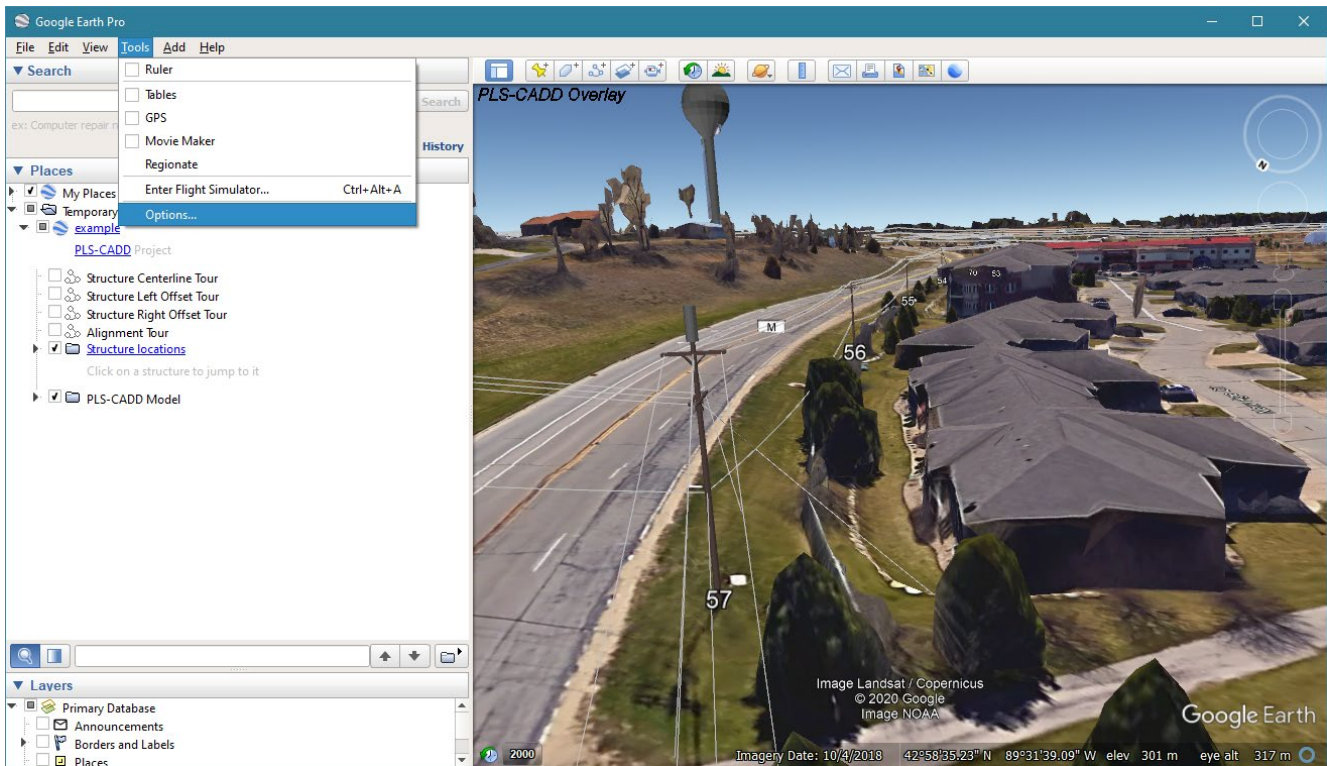 Google Earth Pro
File Edit View Tools Add Help
Search
Ruler
Tables
GPS
Movie Maker
Regionate
Enter Flight Simulator... Ctrl+Alt+A
Options...
Search
ex: Computer repair
History
Places
My Places
Temporary
example
PLS-CADD Project
Structure Centerline Tour
Structure Left Offset Tour
Structure Right Offset Tour
Alignment Tour
Structure locations
Click on a structure to jump to it
PLS-CADD Model
Layers
Primary Database
Announcements
Borders and Labels
Places
PLS-CADD Overlay
N
M
54
55
56
57
70 53
Image Landsat / Copernicus
© 2020 Google
Image NOAA
Google Earth
2000
Imagery Date: 10/4/2018 42°58'35.23" N 89°31'39.09" W elev 301 m eye alt 317 m